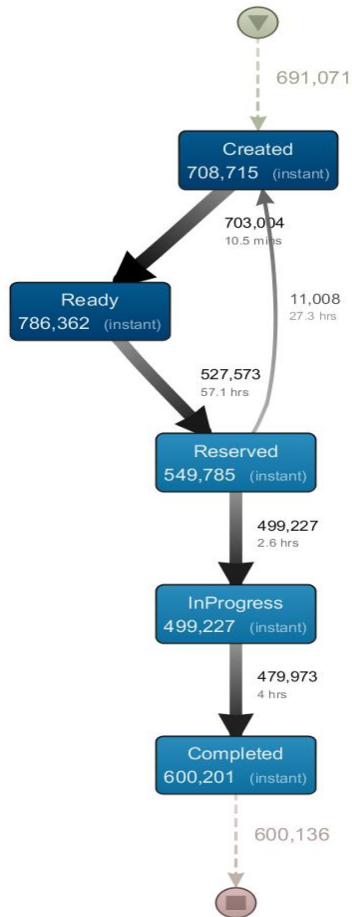 691,071
Created
708,715 (instant)
703,004
10.5 mins
Ready
786,362 (instant)
11,008
27.3 hrs
527,573
57.1 hrs
Reserved
549,785 (instant)
499,227
2.6 hrs
InProgress
499,227 (instant)
479,973
4 hrs
Completed
600,201 (instant)
600,136